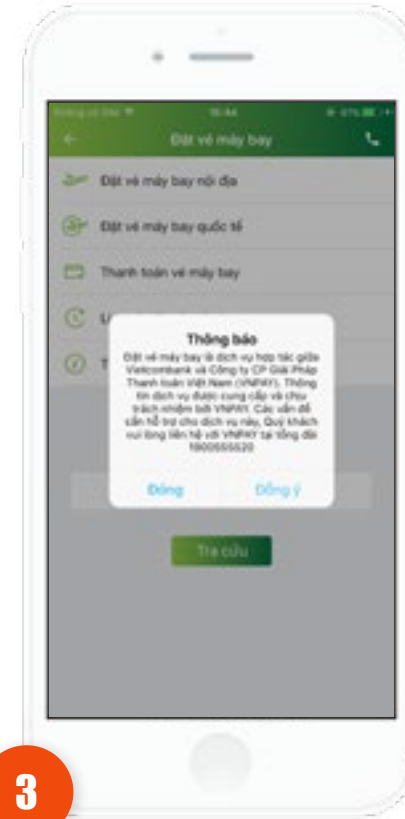 Đặt vé máy bay
Đặt vé máy bay nội địa
Đặt vé máy bay quốc tế
Thanh toán vé máy bay
L
T
Thông báo
Đặt vé máy bay là dịch vụ hợp tác giữa
Vietcombank và Công ty CP Giải Pháp
Thanh toán Việt Nam (VNPAY). Thông
tin dịch vụ được cung cấp và chịu
trách nhiệm bởi VNPAY. Các vấn đề
cần hỗ trợ cho dịch vụ này, Quý khách
vui lòng liên hệ với VNPAY tại tổng đài
1900555520
Đóng Đồng ý
Tra cứu
3